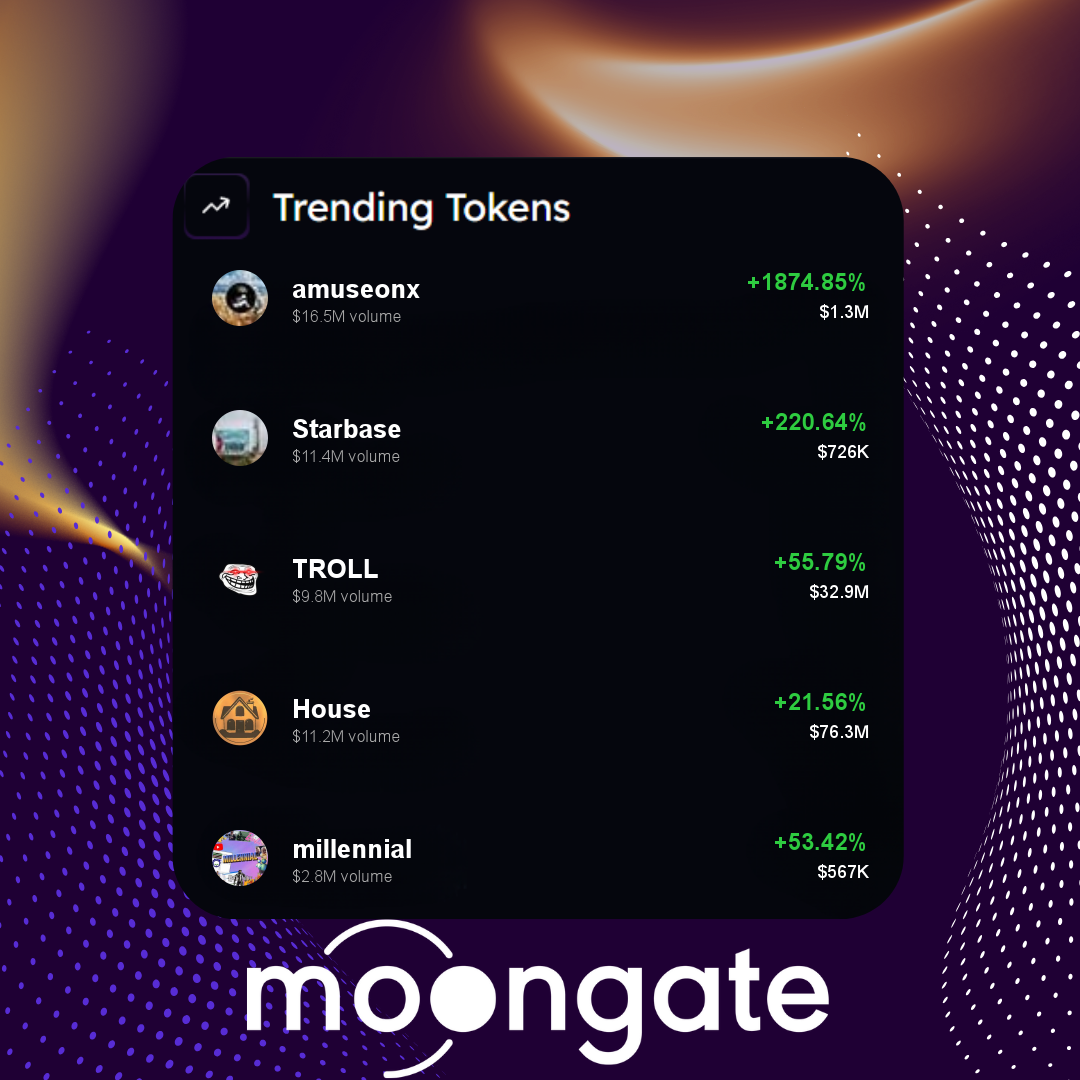 Trending Tokens
amuseonx
+1874.85%
$16.5M volume
$1.3M
Starbase
+220.64%
$11.4M volume
$726K
TROLL
+55.79%
$9.8M volume
$32.9M
House
+21.56%
$11.2M volume
$76.3M
millennial
+53.42%
$2.8M volume
$567K
moongate